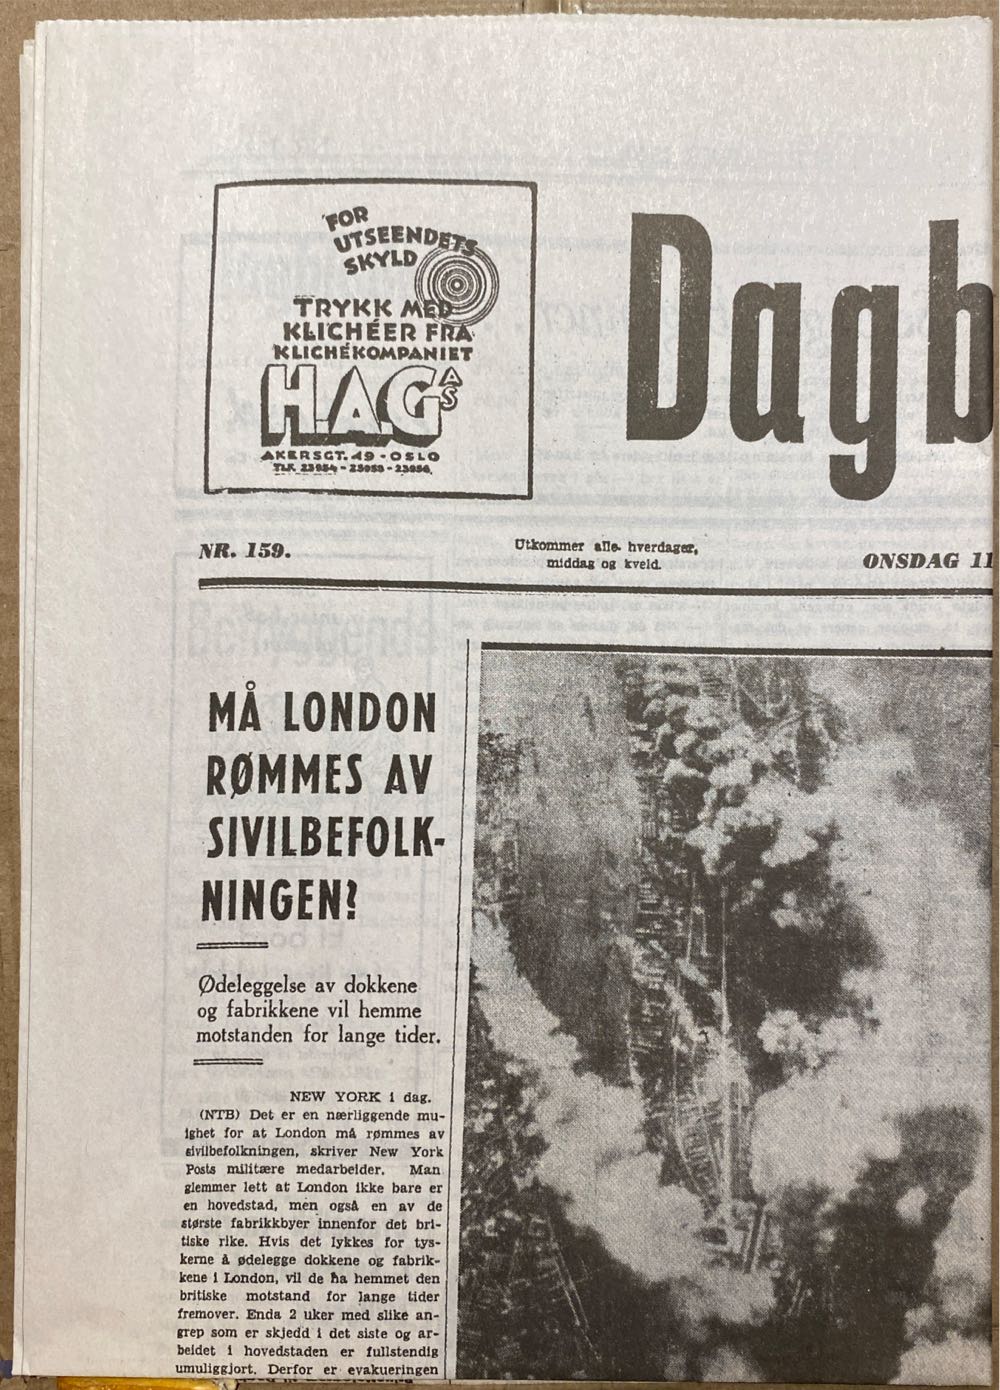 FOR
UTSEENDETS
SKYLD
TRYKK MED
KLICHÉER FRA
KLICHÉKOMPANIET
H.A.G A/S
AKERSGT. 49 - OSLO
TLF. 23054 - 23055 - 23056.
Dagb
NR. 159.
Utkommer alle hverdager,
middag og kveld.
ONSDAG 11
MÅ LONDON
RØMMES AV
SIVILBEFOLK-
NINGEN?
Ødeleggelse av dokkene
og fabrikkene vil hemme
motstanden for lange tider.
NEW YORK i dag.
(NTB) Det er en nærliggende mu-
ighet for at London må rømmes av
sivilbefolkningen, skriver New York
Posts militære medarbeider. Man
glemmer lett at London ikke bare er
en hovedstad, men også en av de
største fabrikkbyer innenfor det bri-
tiske rike. Hvis det lykkes for tys-
kerne å ødelegge dokkene og fabrik-
kene i London, vil de ha hemmet den
britiske motstand for lange tider
fremover. Enda 2 uker med slike an-
grep som er skjedd i det siste og ar-
beidet i hovedstaden er fullstendig
umuliggjort. Derfor er evakueringen